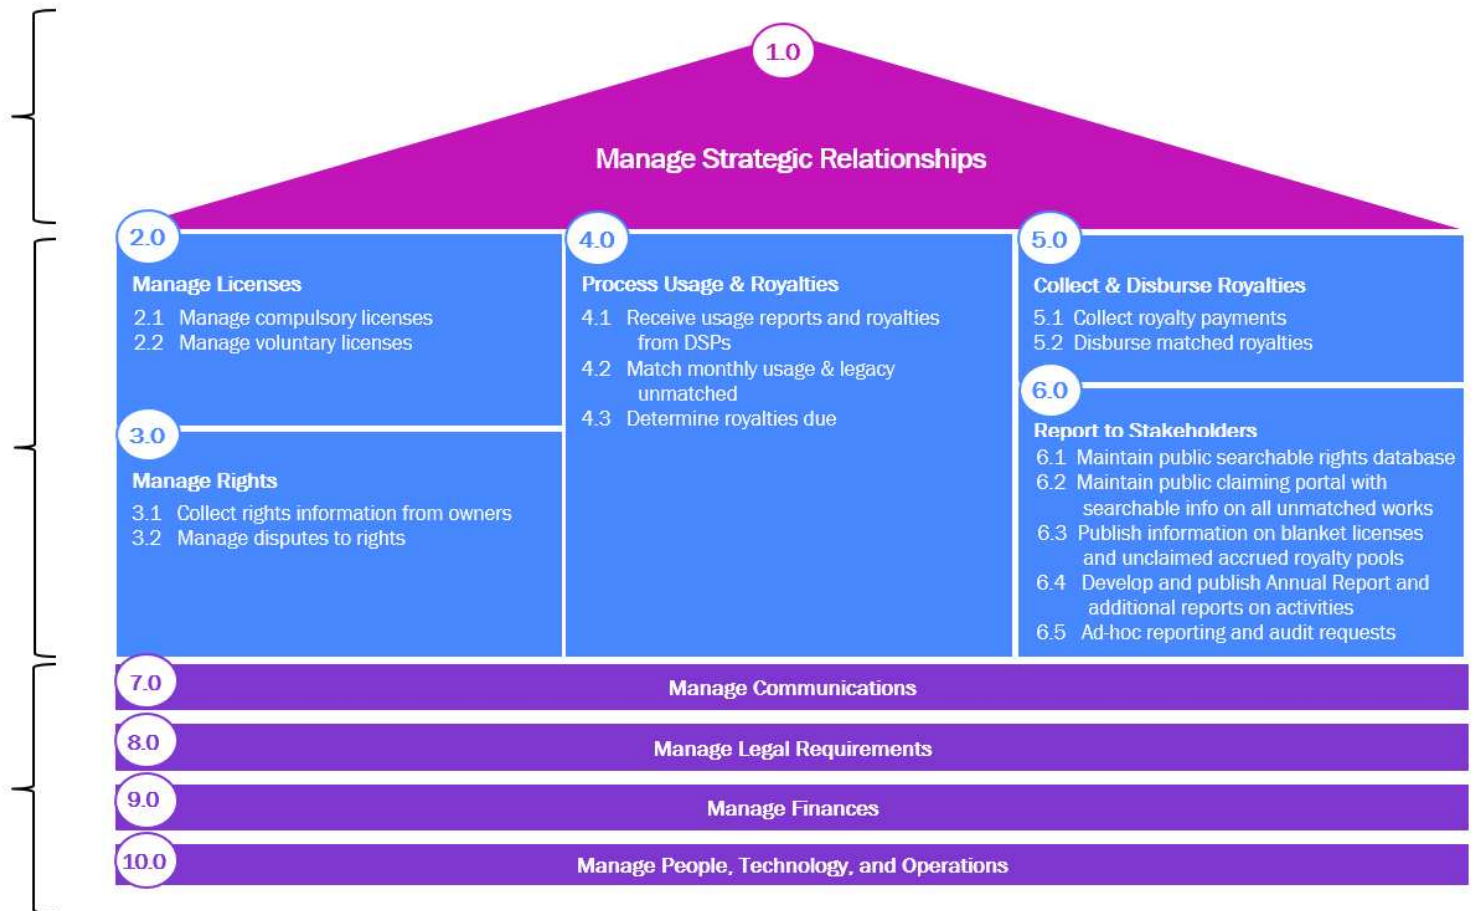 1.0
Manage Strategic Relationships
2.0
Manage Licenses
2.1 Manage compulsory licenses
2.2 Manage voluntary licenses
3.0
Manage Rights
3.1 Collect rights information from owners
3.2 Manage disputes to rights
4.0
Process Usage & Royalties
4.1 Receive usage reports and royalties
from DSPs
4.2 Match monthly usage & legacy
unmatched
4.3 Determine royalties due
5.0
Collect & Disburse Royalties
5.1 Collect royalty payments
5.2 Disburse matched royalties
6.0
Report to Stakeholders
6.1 Maintain public searchable rights database
6.2 Maintain public claiming portal with
searchable info on all unmatched works
6.3 Publish information on blanket licenses
and unclaimed accrued royalty pools
6.4 Develop and publish Annual Report and
additional reports on activities
6.5 Ad-hoc reporting and audit requests
7.0
Manage Communications
8.0
Manage Legal Requirements
9.0
Manage Finances
10.0
Manage People, Technology, and Operations